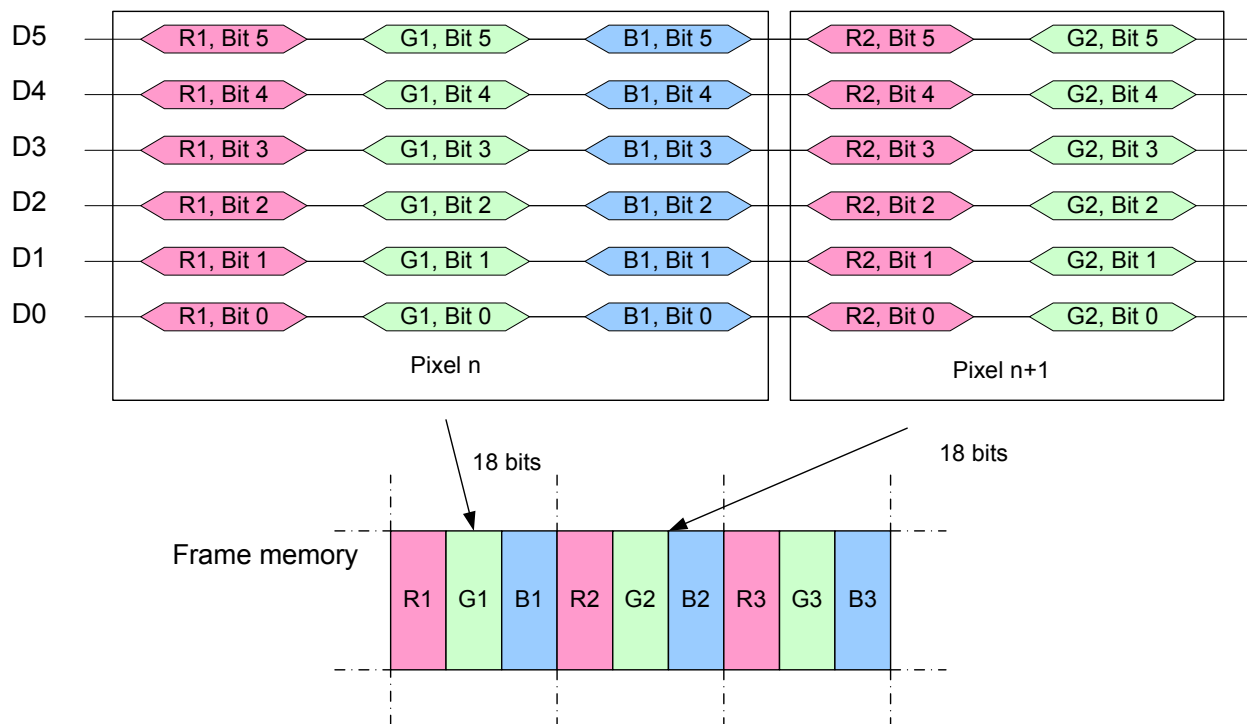 D5 R1, Bit 5 G1, Bit 5 B1, Bit 5 R2, Bit 5 G2, Bit 5
D4 R1, Bit 4 G1, Bit 4 B1, Bit 4 R2, Bit 4 G2, Bit 4
D3 R1, Bit 3 G1, Bit 3 B1, Bit 3 R2, Bit 3 G2, Bit 3
D2 R1, Bit 2 G1, Bit 2 B1, Bit 2 R2, Bit 2 G2, Bit 2
D1 R1, Bit 1 G1, Bit 1 B1, Bit 1 R2, Bit 1 G2, Bit 1
D0 R1, Bit 0 G1, Bit 0 B1, Bit 0 R2, Bit 0 G2, Bit 0
Pixel n Pixel n+1
18 bits 18 bits
Frame memory
R1 G1 B1 R2 G2 B2 R3 G3 B3